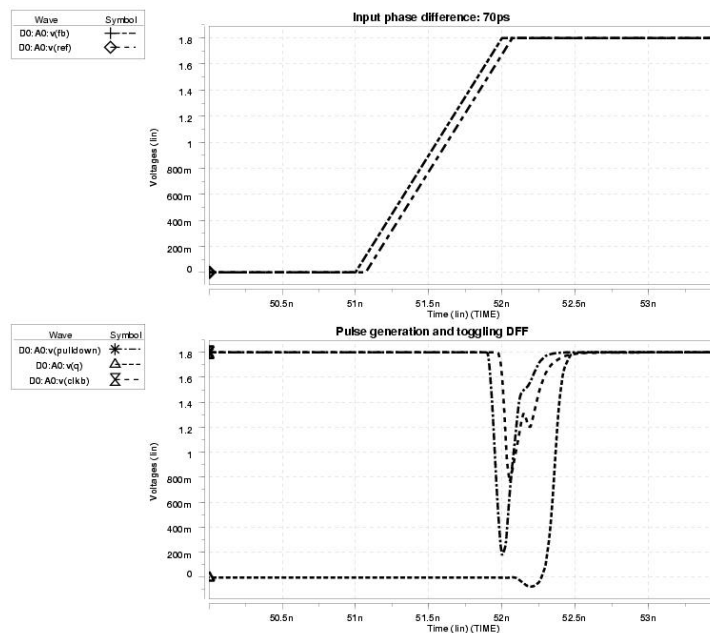 Wave Symbol
D0:A0:v(fb)
D0:A0:v(ref)
Input phase difference: 70ps
Voltages (lin)
1.8
1.6
1.4
1.2
1
800m
600m
400m
200m
0
50.5n 51n 51.5n 52n 52.5n 53n
Time (lin) (TIME)
Wave Symbol
D0:A0:v(pulldown)
D0:A0:v(q)
D0:A0:v(clkb)
Pulse generation and toggling DFF
Voltages (lin)
1.8
1.6
1.4
1.2
1
800m
600m
400m
200m
0
50.5n 51n 51.5n 52n 52.5n 53n
Time (lin) (TIME)